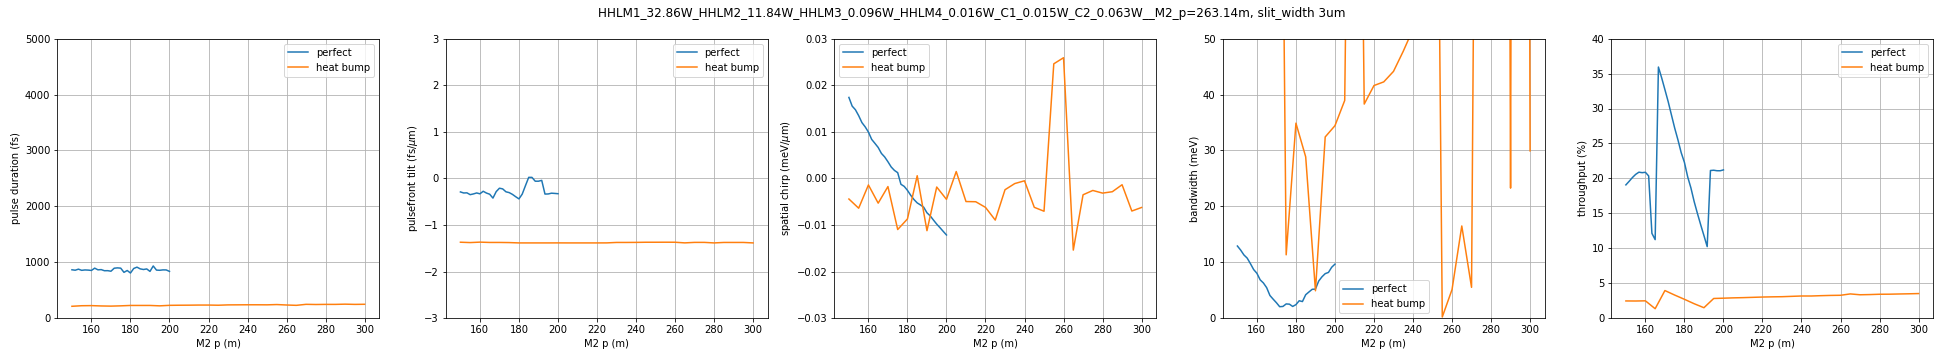 HHLM1_32.86W_HHLM2_11.84W_HHLM3_0.096W_HHLM4_0.016W_C1_0.015W_C2_0.063W__M2_p=263.14m, slit_width 3um
pulse duration (fs)
5000
4000
3000
2000
1000
0
perfect
heat bump
160 180 200 220 240 260 280 300
M2 p (m)
pulsefront tilt (fs/μm)
3
2
1
0
−1
−2
−3
perfect
heat bump
160 180 200 220 240 260 280 300
M2 p (m)
spatial chirp (meV/μm)
0.03
0.02
0.01
0.00
−0.01
−0.02
−0.03
perfect
heat bump
160 180 200 220 240 260 280 300
M2 p (m)
bandwidth (meV)
50
40
30
20
10
0
perfect
heat bump
160 180 200 220 240 260 280 300
M2 p (m)
throughput (%)
40
35
30
25
20
15
10
5
0
perfect
heat bump
160 180 200 220 240 260 280 300
M2 p (m)